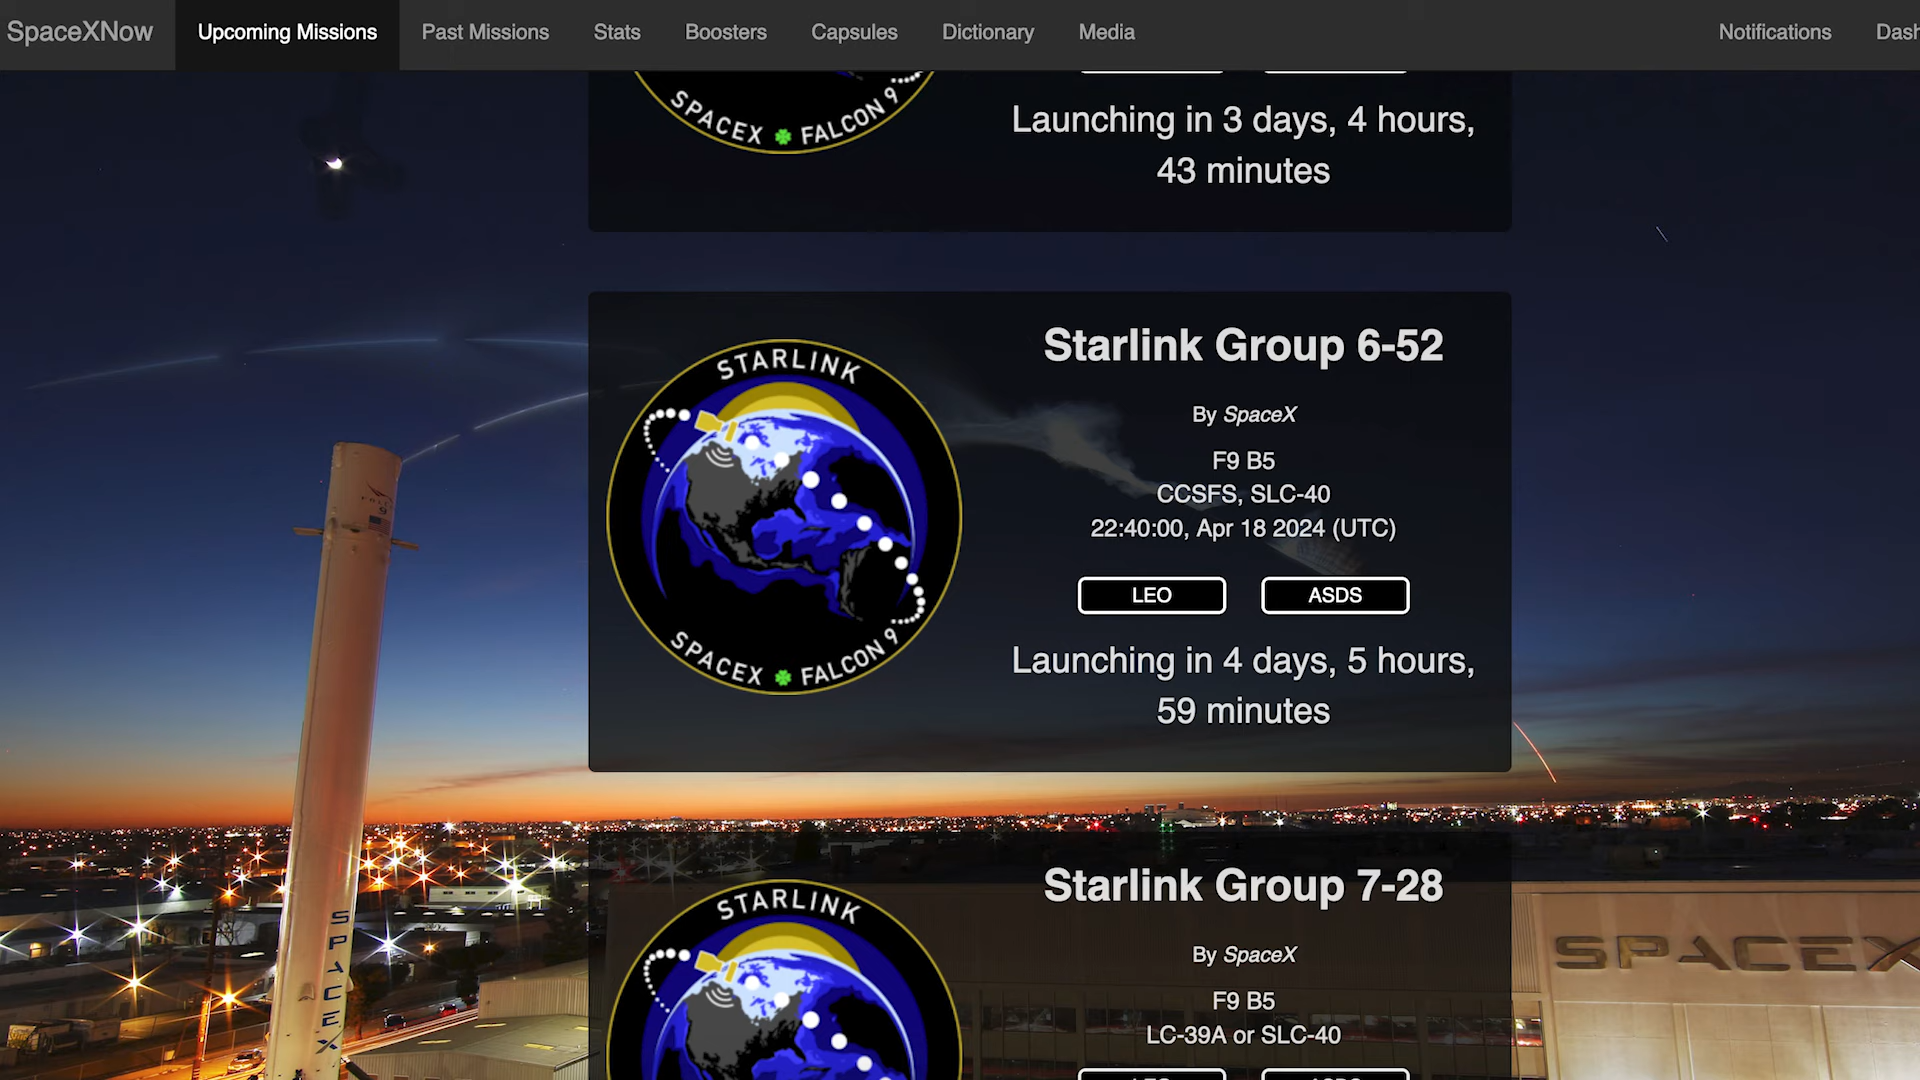 SpaceXNow
Upcoming Missions
Past Missions
Stats
Boosters
Capsules
Dictionary
Media
Notifications
SPACEX FALCON 9
Launching in 3 days, 4 hours,
43 minutes
STARLINK
SPACEX FALCON 9
Starlink Group 6-52
By SpaceX
F9 B5
CCSFS, SLC-40
22:40:00, Apr 18 2024 (UTC)
LEO
ASDS
Launching in 4 days, 5 hours,
59 minutes
STARLINK
Starlink Group 7-28
By SpaceX
F9 B5
LC-39A or SLC-40
SPACEX
SPACEX